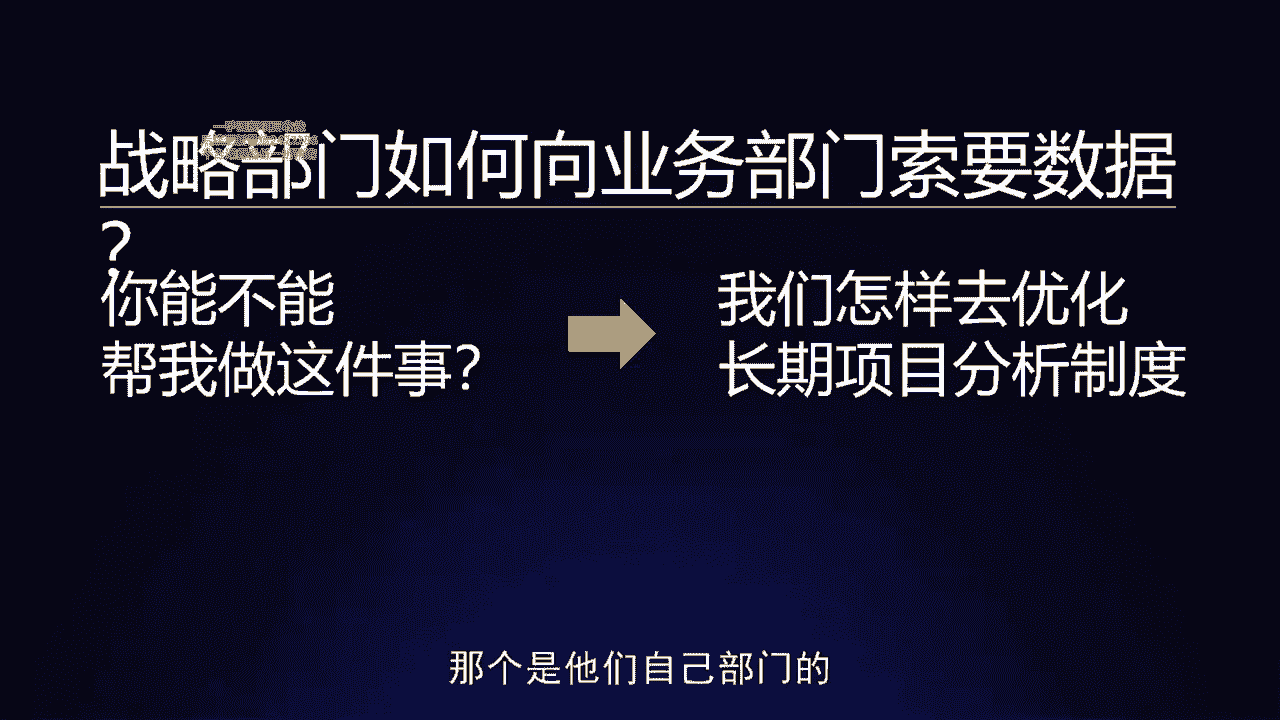 战略部门如何向业务部门索要数据
？
你能不能
帮我做这件事？
我们怎样去优化
长期项目分析制度
那个是他们自己部门的